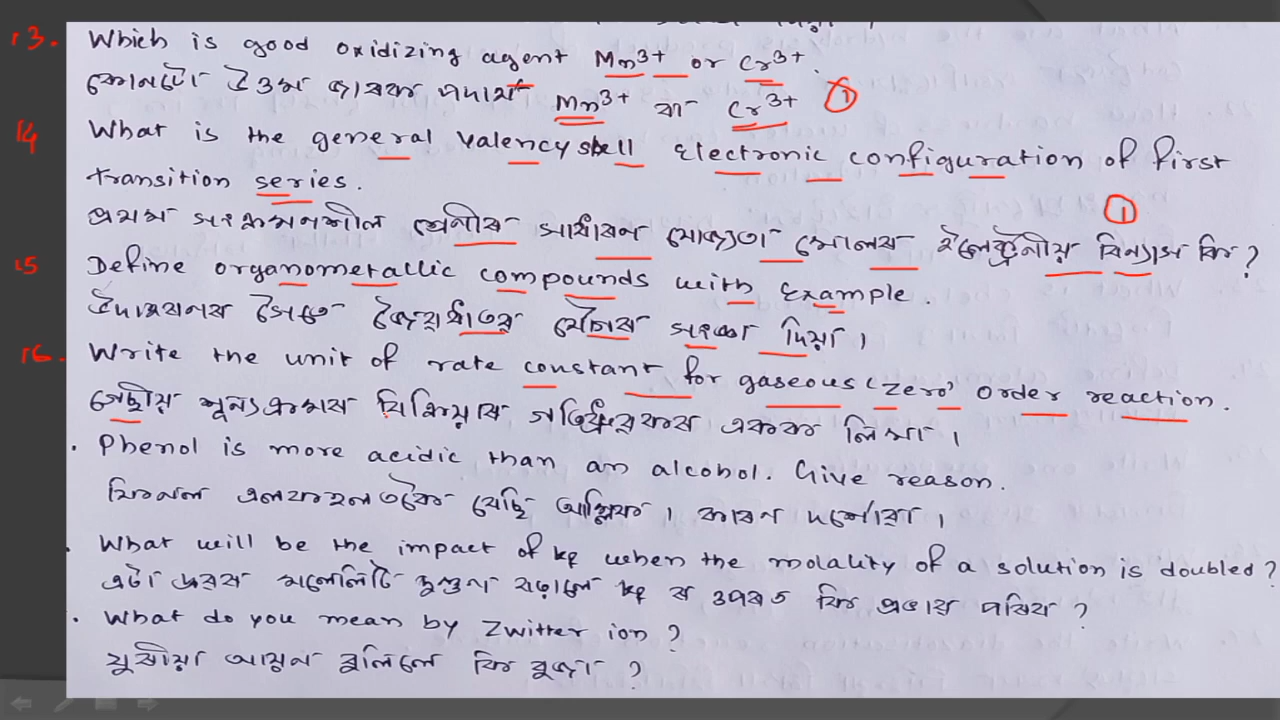 13. Which is good oxidizing agent Mn3+ or Cr3+.
কোনটো উত্তম জাৰক পদাৰ্থ Mn3+ বা Cr3+ ①
14 What is the general valency shell electronic configuration of first
transition series.
প্ৰথম সংক্ৰমণশীল শ্ৰেণীৰ সাধাৰণ যোজ্যতা খোলৰ ইলেক্ট্ৰনীয় বিন্যাস কি? ①
15 Define organometallic compounds with example.
উদাহৰণৰ সৈতে জৈৱধাতৱ যৌগৰ সংজ্ঞা দিয়া।
16. Write the unit of rate constant for gaseous (zero) order reaction.
গেছীয় শূন্যক্ৰমৰ বিক্ৰিয়াৰ গতি ধ্ৰুৱকৰ একক লিখা।
. Phenol is more acidic than an alcohol. Give reason.
ফিনল এলকহলতকৈ বেছি আম্লিক। কাৰণ দৰ্শোৱা।
. What will be the impact of kf when the molality of a solution is doubled?
এটা দ্ৰৱৰ মলেলিটি দুগুণ বঢ়ালে kf ৰ ওপৰত কি প্ৰভাৱ পৰিব?
. What do you mean by Zwitter ion?
আয়ন বুলিলে কি বুজা?